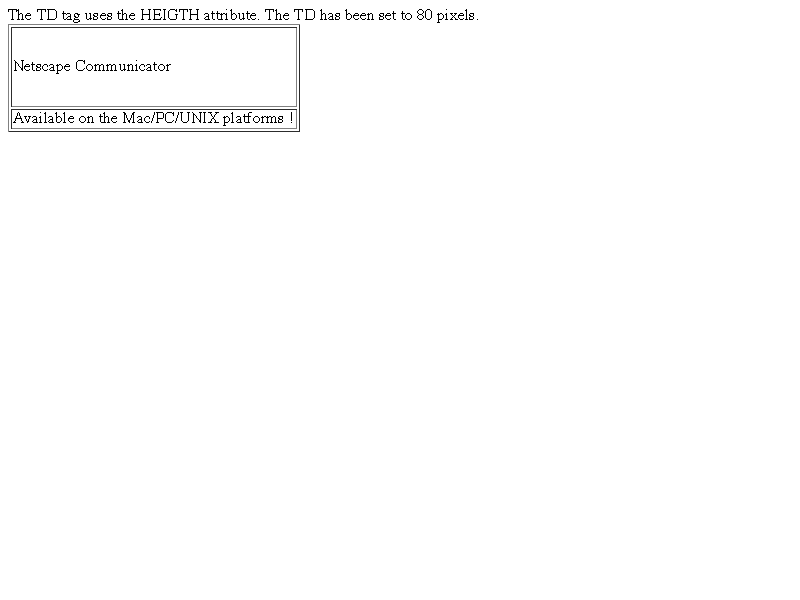 The TD tag uses the HEIGTH attribute. The TD has been set to 80 pixels.
Netscape Communicator
Available on the Mac/PC/UNIX platforms !